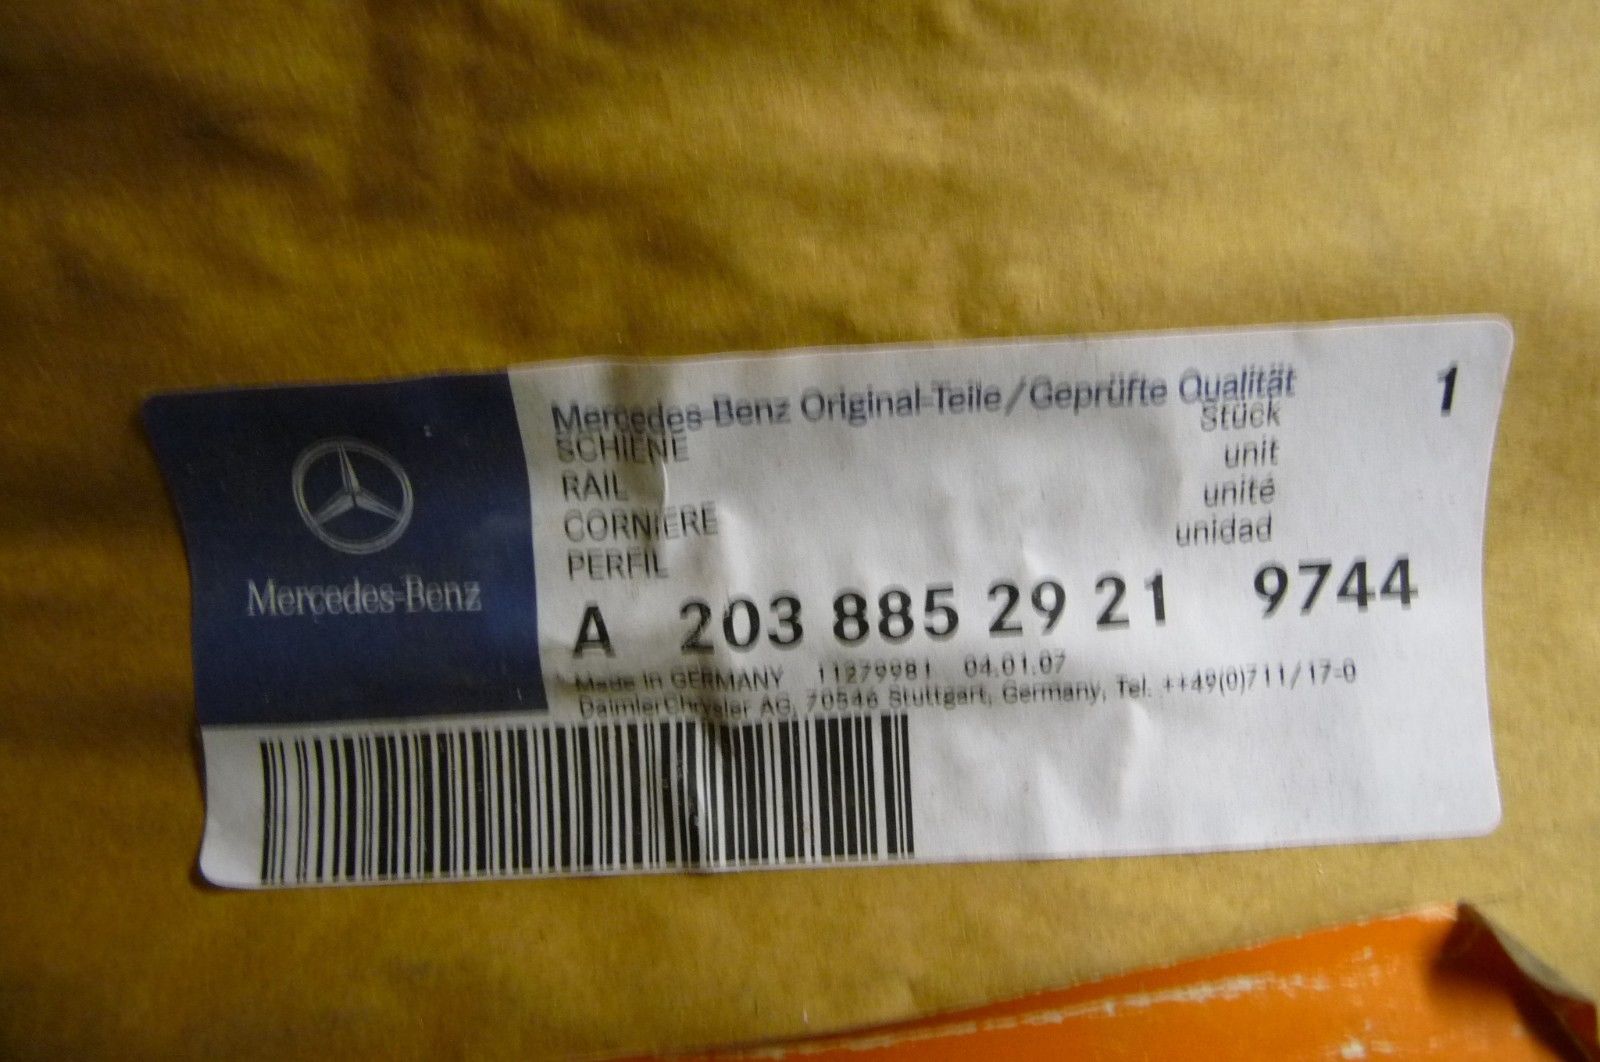 Mercedes-Benz Original-Teile/Geprüfte Qualität 1
SCHIENE Stück
RAIL unit
CORNIERE unité
PERFIL unidad
Mercedes-Benz
A 203 885 29 21 9744
Made in GERMANY 11279981 04.01.07
DaimlerChrysler AG, 70546 Stuttgart, Germany, Tel. ++49(0)711/17-0